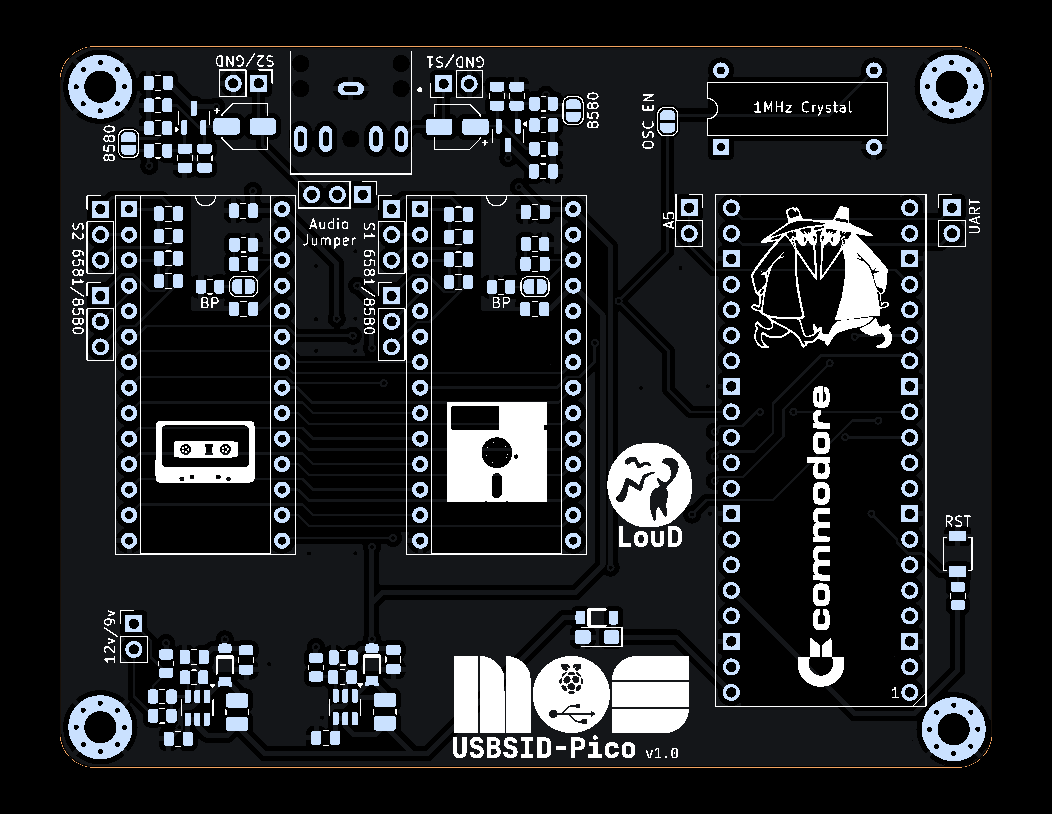 S2/GND
S1/GND
8580
8580
OSC EN
1MHz Crystal
Audio
Jumper
S2 6581/8580
S1 6581/8580
A5
UART
BP
BP
commodore
LouD
RST
12v/9v
1
MOS
USBSID-Pico v1.0